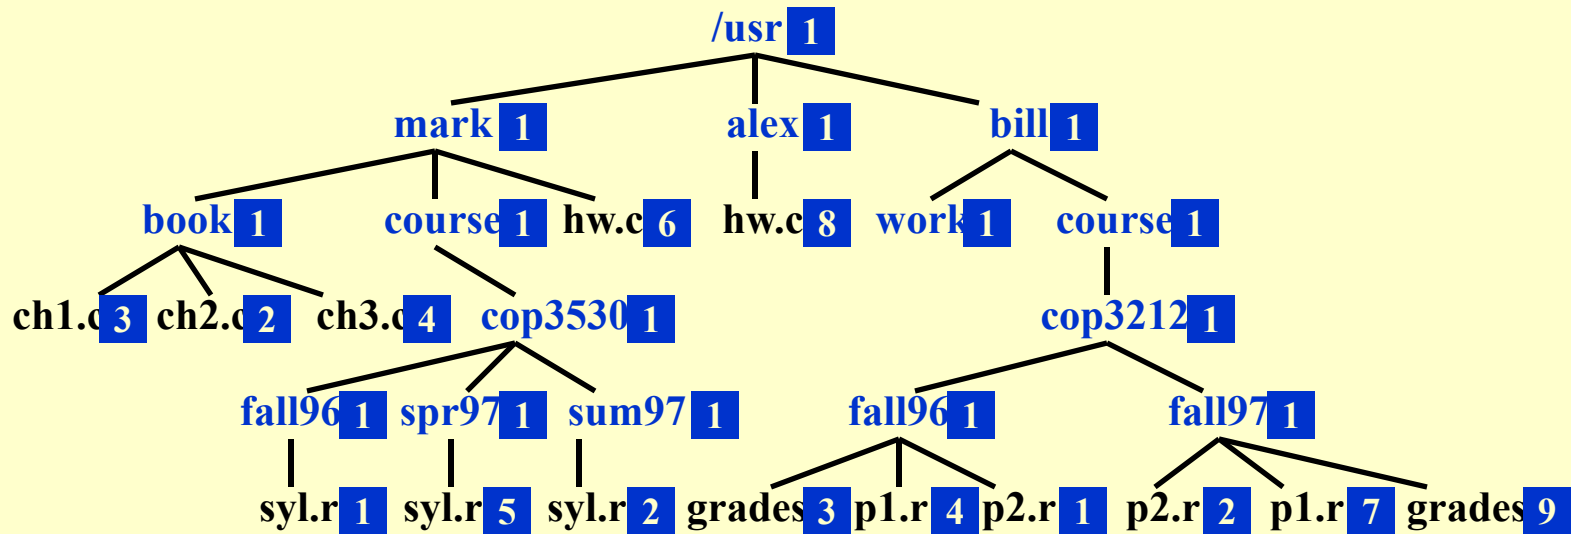 /usr 1
mark 1 alex 1 bill 1
book 1 course 1 hw.c 6 hw.c 8 work 1 course 1
ch1.c 3 ch2.c 2 ch3.c 4 cop3530 1 cop3212 1
fall96 1 spr97 1 sum97 1 fall96 1 fall97 1
syl.r 1 syl.r 5 syl.r 2 grades 3 p1.r 4 p2.r 1 p2.r 2 p1.r 7 grades 9